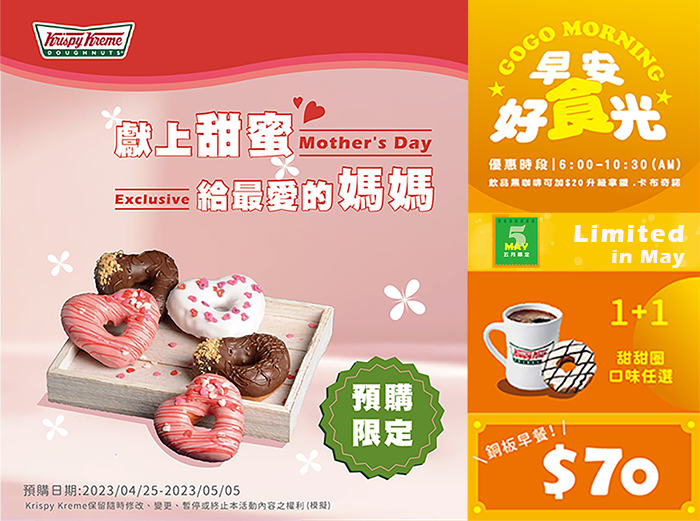 Krispy Kreme
DOUGHNUTS
獻上甜蜜 Mother's Day
Exclusive 給最愛的媽媽
預購
限定
預購日期:2023/04/25-2023/05/05
Krispy Kreme保留隨時修改、變更、暫停或終止本活動內容之權利(模擬)
GOGO MORNING
早安
好食光
優惠時段|6:00-10:30(AM)
飲品黑咖啡可加$20升級拿鐵.卡布奇諾
5
MAY
五月限定
Limited
in May
Krispy Kreme
1+1
甜甜圈
口味任選
銅板早餐!
$70